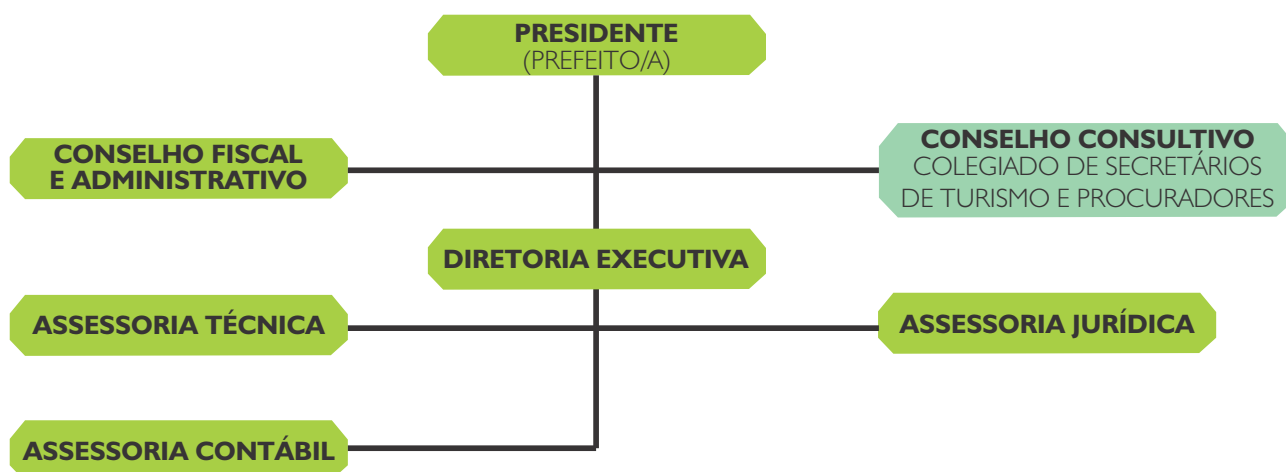 PRESIDENTE
(PREFEITO/A)
CONSELHO FISCAL
E ADMINISTRATIVO
CONSELHO CONSULTIVO
COLEGIADO DE SECRETÁRIOS
DE TURISMO E PROCURADORES
DIRETORIA EXECUTIVA
ASSESSORIA TÉCNICA
ASSESSORIA JURÍDICA
ASSESSORIA CONTÁBIL